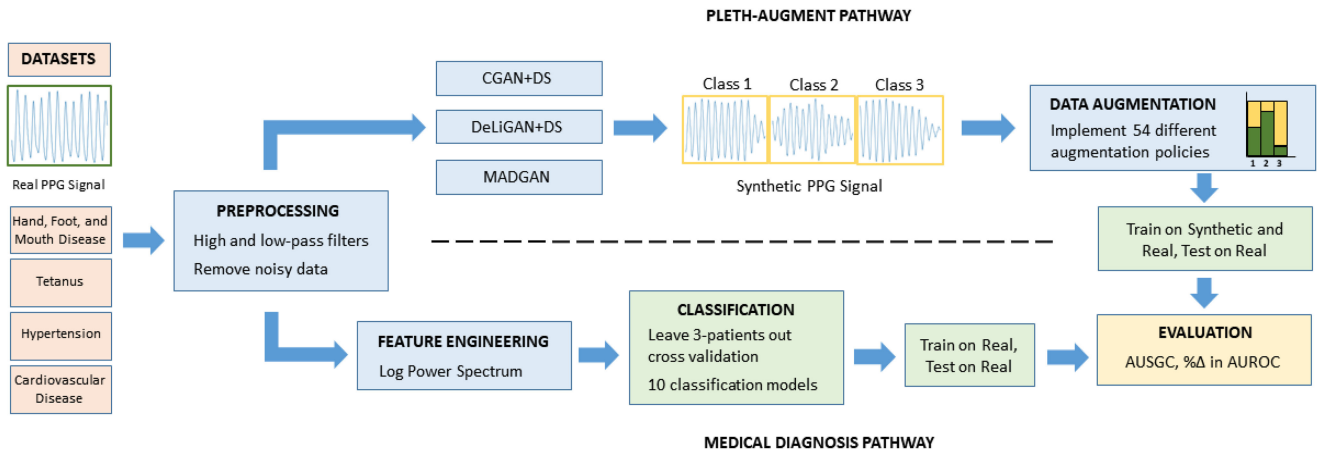 PLETH-AUGMENT PATHWAY
DATASETS
Real PPG Signal
Hand, Foot, and
Mouth Disease
Tetanus
Hypertension
Cardiovascular
Disease
PREPROCESSING
High and low-pass filters
Remove noisy data
CGAN+DS
DeLiGAN+DS
MADGAN
Class 1
Class 2
Class 3
Synthetic PPG Signal
DATA AUGMENTATION
Implement 54 different
augmentation policies
1 2 3
Train on Synthetic and
Real, Test on Real
FEATURE ENGINEERING
Log Power Spectrum
CLASSIFICATION
Leave 3-patients out
cross validation
10 classification models
Train on Real,
Test on Real
EVALUATION
AUSGC, %Δ in AUROC
MEDICAL DIAGNOSIS PATHWAY